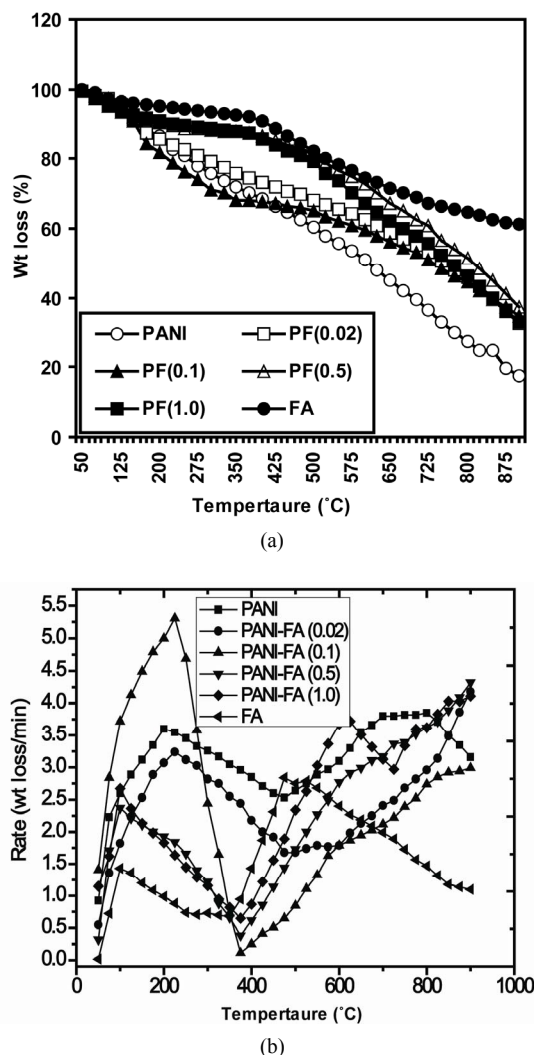 120
100
80
60
40
20
0
Wt loss (%)
PANI PF(0.02)
PF(0.1) PF(0.5)
PF(1.0) FA
50 125 200 275 350 425 500 575 650 725 800 875
Tempertaure (°C)
(a)
5.5
5.0
4.5
4.0
3.5
3.0
2.5
2.0
1.5
1.0
0.5
0.0
Rate (wt loss/min)
PANI
PANI-FA (0.02)
PANI-FA (0.1)
PANI-FA (0.5)
PANI-FA (1.0)
FA
0 200 400 600 800 1000
Tempertaure (°C)
(b)